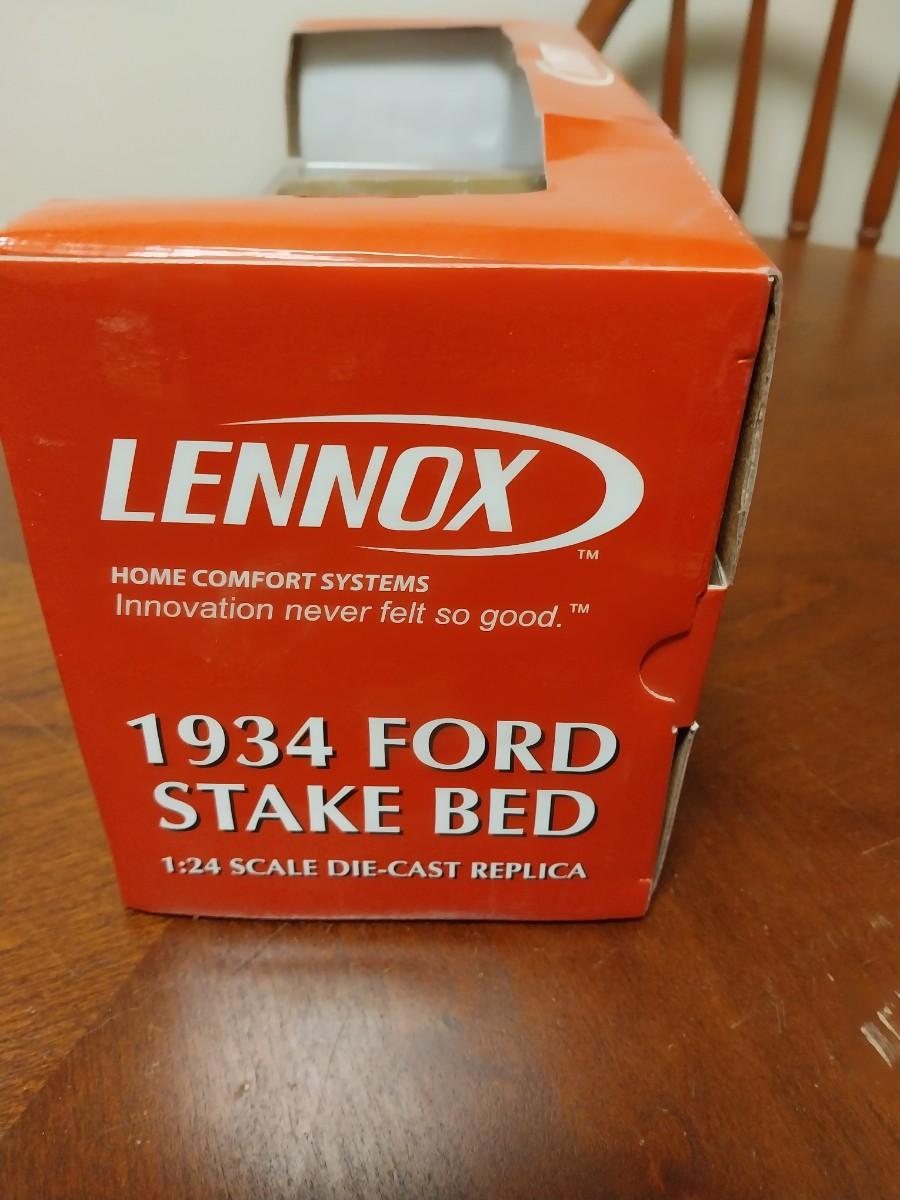 LENNOX
™
HOME COMFORT SYSTEMS
Innovation never felt so good.™
1934 FORD
STAKE BED
1:24 SCALE DIE-CAST REPLICA